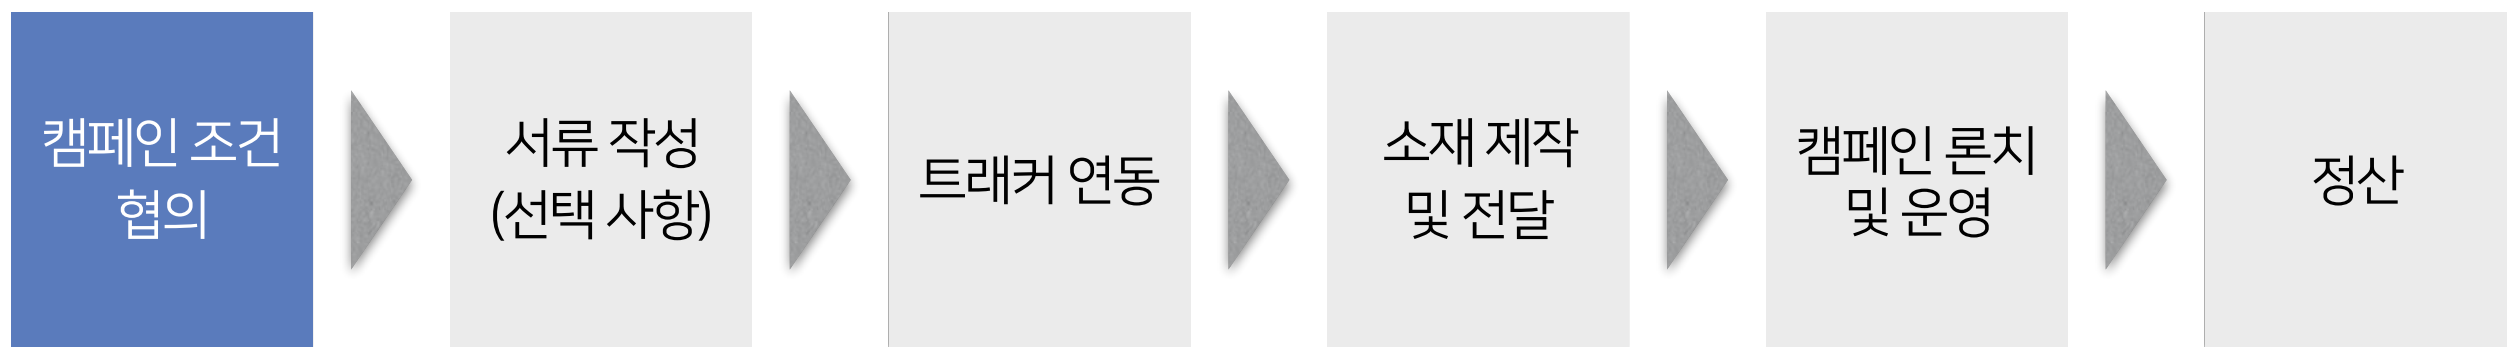 캠페인 조건
협의
서류 작성
(선택 사항)
트래커 연동
소재 제작
및 전달
캠페인 론치
및 운영
정산